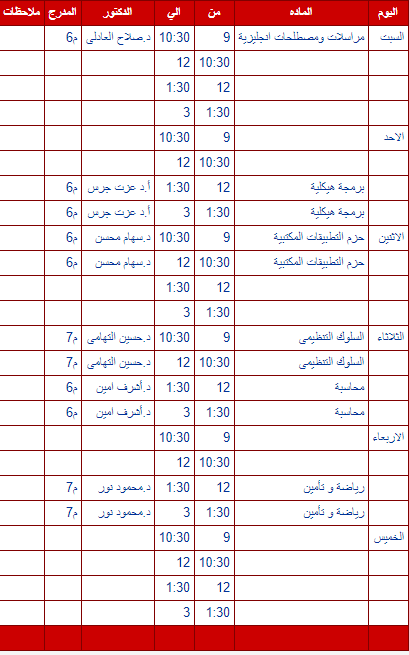 اليوم الماده من الي الدكتور المدرج ملاحظات
السبت مراسلات ومصطلحات انجليزية 9 10:30 د.صلاح العادلى م6
10:30 12
12 1:30
1:30 3
الاحد 9 10:30
10:30 12
برمجة هيكلية 12 1:30 أ.د عزت جرس م6
برمجة هيكلية 1:30 3 أ.د عزت جرس م6
الاثنين حزم التطبيقات المكتبية 9 10:30 د.سهام محسن م6
حزم التطبيقات المكتبية 10:30 12 د.سهام محسن م6
12 1:30
1:30 3
الثلاثاء السلوك التنظيمى 9 10:30 د.حسين التهامى م7
السلوك التنظيمى 10:30 12 د.حسين التهامى م7
محاسبة 12 1:30 د.أشرف امين م6
محاسبة 1:30 3 د.أشرف امين م6
الاربعاء 9 10:30
10:30 12
رياضة و تأمين 12 1:30 د.محمود نور م7
رياضة و تأمين 1:30 3 د.محمود نور م7
الخميس 9 10:30
10:30 12
12 1:30
1:30 3